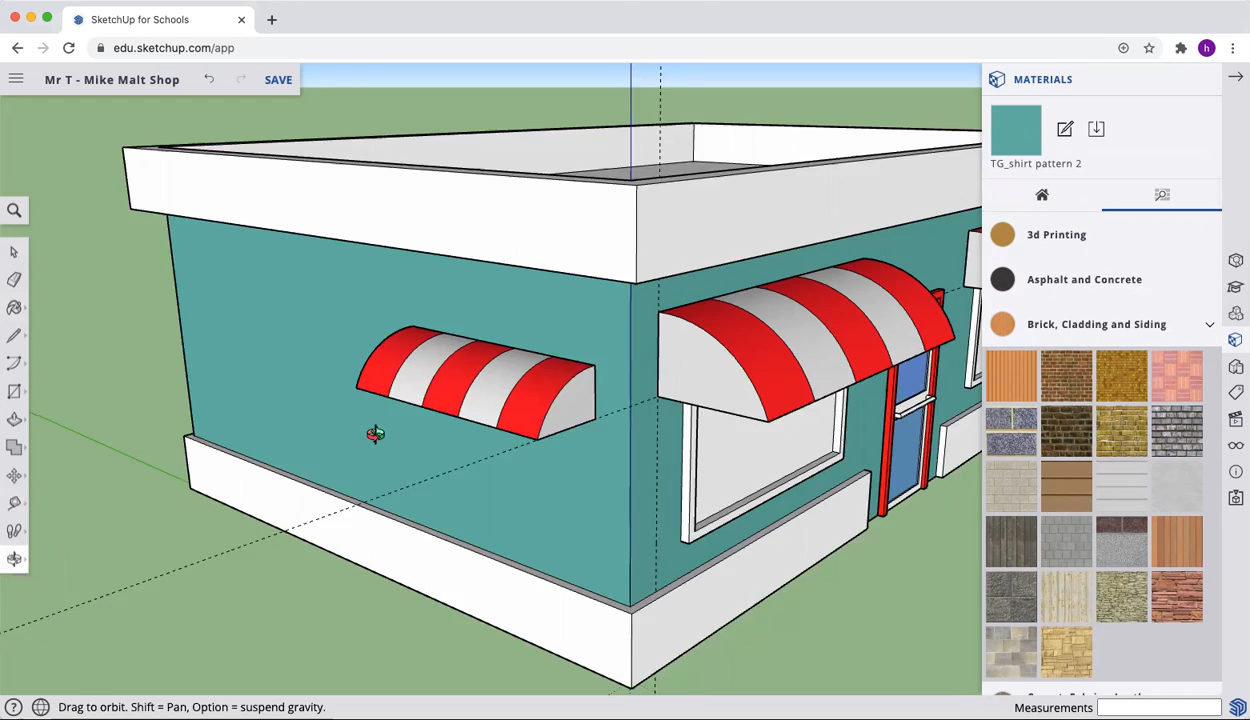 SketchUp for Schools
edu.sketchup.com/app
h
Mr T - Mike Malt Shop
SAVE
MATERIALS
TG_shirt pattern 2
3d Printing
Asphalt and Concrete
Brick, Cladding and Siding
Drag to orbit. Shift = Pan, Option = suspend gravity.
Measurements